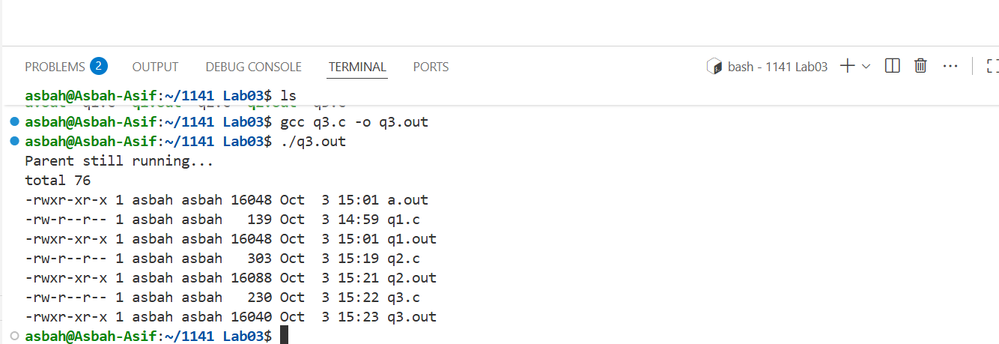 PROBLEMS 2 OUTPUT DEBUG CONSOLE TERMINAL PORTS bash - 1141 Lab03
asbah@Asbah-Asif:~/1141 Lab03$ ls
asbah@Asbah-Asif:~/1141 Lab03$ gcc q3.c -o q3.out
asbah@Asbah-Asif:~/1141 Lab03$ ./q3.out
Parent still running...
total 76
-rwxr-xr-x 1 asbah asbah 16048 Oct  3 15:01 a.out
-rw-r--r-- 1 asbah asbah   139 Oct  3 14:59 q1.c
-rwxr-xr-x 1 asbah asbah 16048 Oct  3 15:01 q1.out
-rw-r--r-- 1 asbah asbah   303 Oct  3 15:19 q2.c
-rwxr-xr-x 1 asbah asbah 16088 Oct  3 15:21 q2.out
-rw-r--r-- 1 asbah asbah   230 Oct  3 15:22 q3.c
-rwxr-xr-x 1 asbah asbah 16040 Oct  3 15:23 q3.out
asbah@Asbah-Asif:~/1141 Lab03$